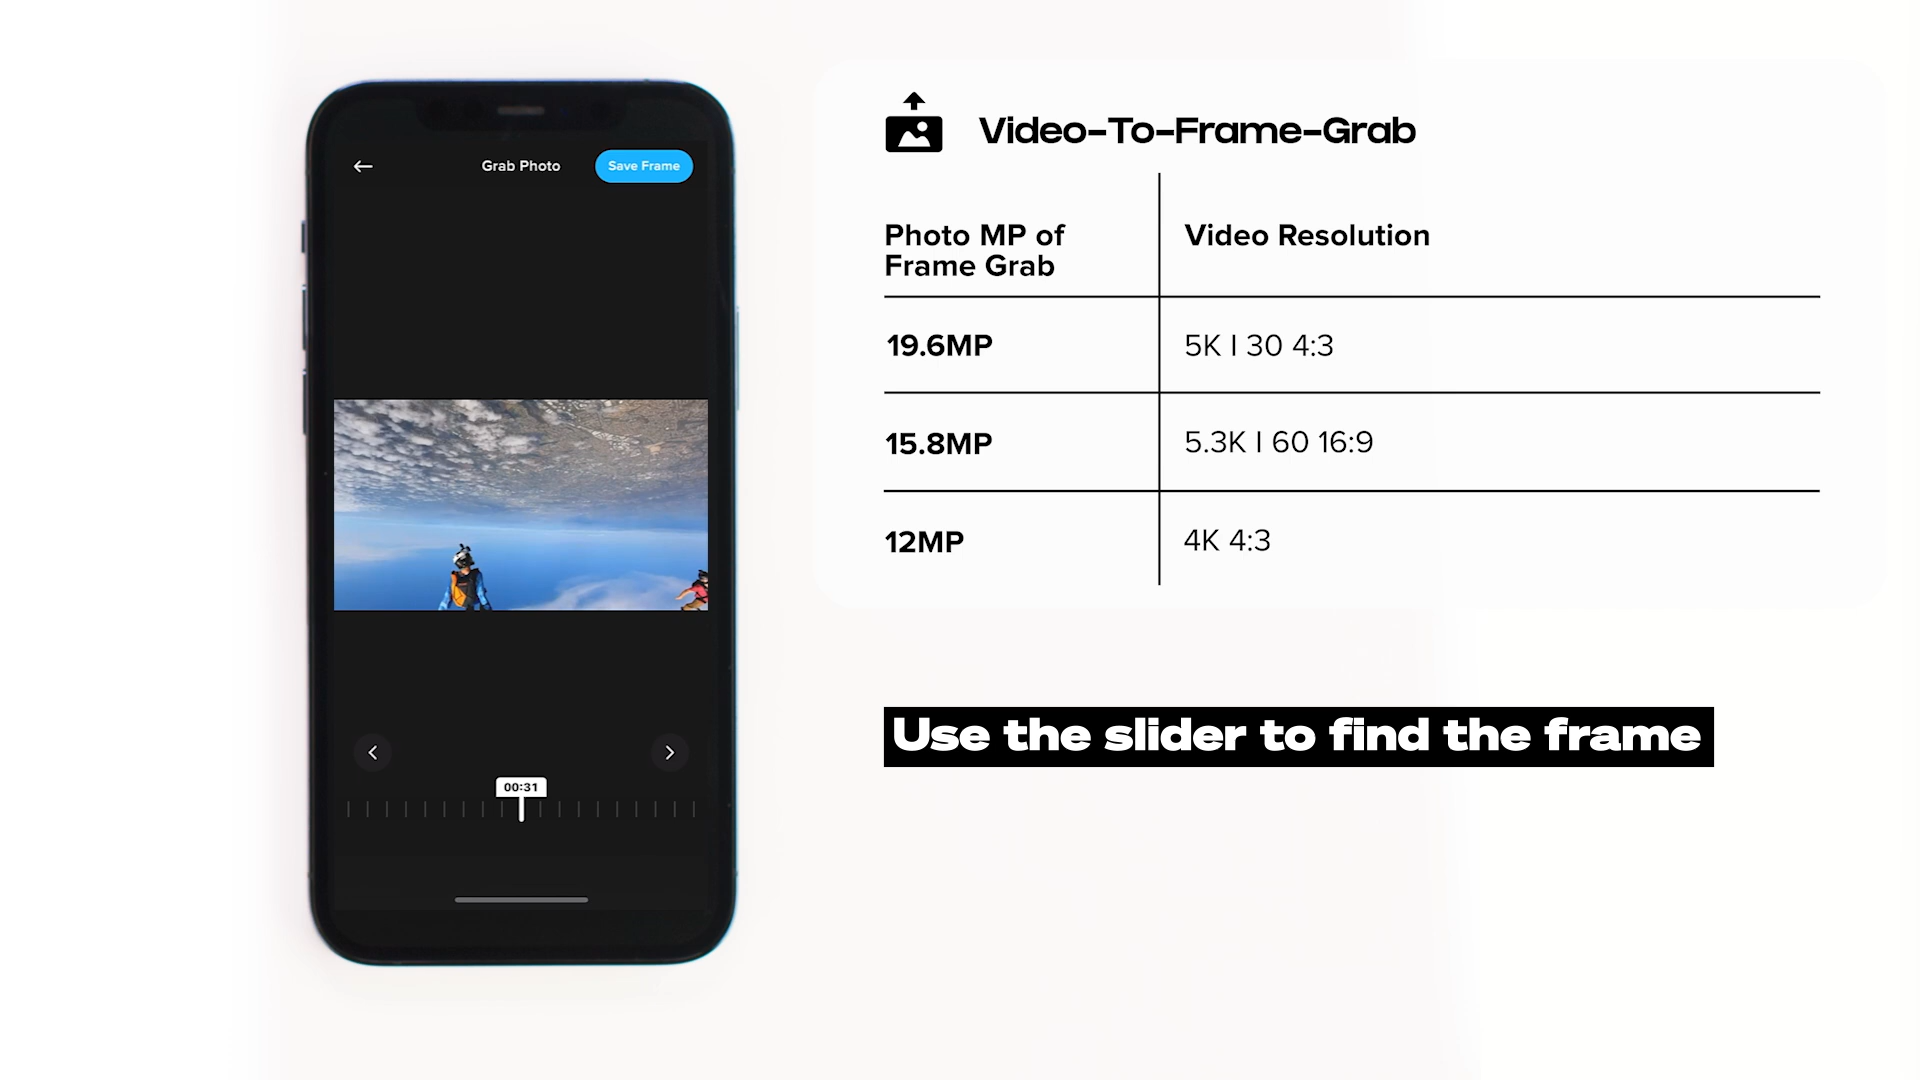 Grab Photo
Save Frame
00:31
Video-To-Frame-Grab
Photo MP of
Frame Grab
Video Resolution
19.6MP
5K | 30 4:3
15.8MP
5.3K | 60 16:9
12MP
4K 4:3
Use the slider to find the frame